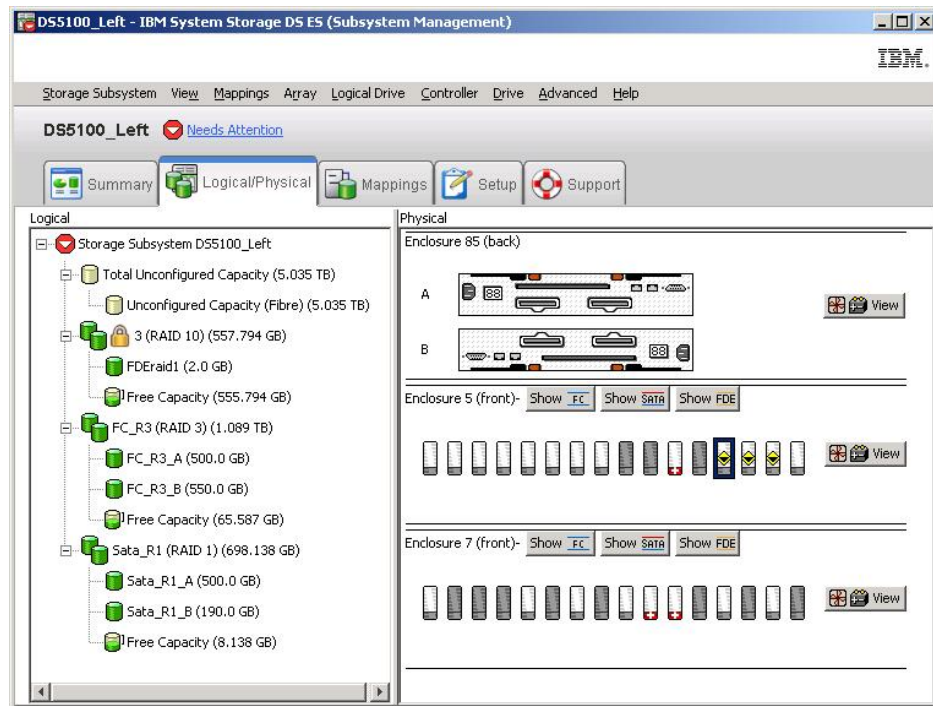 DS5100_Left - IBM System Storage DS ES (Subsystem Management)
IBM.
Storage Subsystem View Mappings Array Logical Drive Controller Drive Advanced Help
DS5100_Left Needs Attention
Summary Logical/Physical Mappings Setup Support
Logical
Storage Subsystem DS5100_Left
Total Unconfigured Capacity (5.035 TB)
Unconfigured Capacity (Fibre) (5.035 TB)
3 (RAID 10) (557.794 GB)
FDEraid1 (2.0 GB)
Free Capacity (555.794 GB)
FC_R3 (RAID 3) (1.089 TB)
FC_R3_A (500.0 GB)
FC_R3_B (550.0 GB)
Free Capacity (65.587 GB)
Sata_R1 (RAID 1) (698.138 GB)
Sata_R1_A (500.0 GB)
Sata_R1_B (190.0 GB)
Free Capacity (8.138 GB)
Physical
Enclosure 85 (back)
A 88 View
B 88
Enclosure 5 (front)- Show FC Show SATA Show FDE
View
Enclosure 7 (front)- Show FC Show SATA Show FDE
View